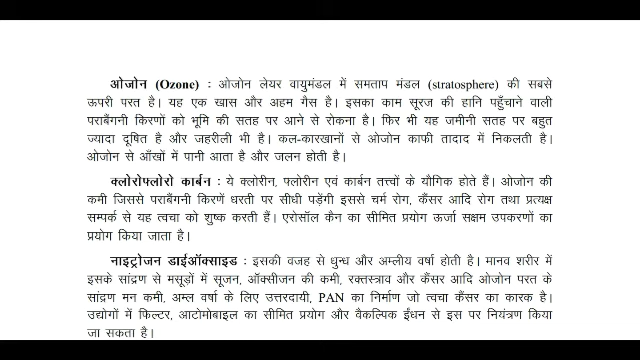 ओजोन (Ozone) : ओजोन लेयर वायुमंडल में समताप मंडल (stratosphere) की सबसे
ऊपरी परत है। यह एक खास और अहम गैस है। इसका काम सूरज की हानि पहुँचाने वाली
पराबैंगनी किरणों को भूमि की सतह पर आने से रोकना है। फिर भी यह जमीनी सतह पर बहुत
ज्यादा दूषित है और जहरीली भी है। कल-कारखानों से ओजोन काफी तादाद में निकलती है।
ओजोन से आँखों में पानी आता है और जलन होती है।
क्लोरोफ्लोरो कार्बन : ये क्लोरीन, फ्लोरीन एवं कार्बन तत्त्वों के यौगिक होते हैं। ओजोन की
कमी जिससे पराबैंगनी किरणें धरती पर सीधी पड़ेंगी इससे चर्म रोग, कैंसर आदि रोग तथा प्रत्यक्ष
सम्पर्क से यह त्वचा को शुष्क करती हैं। एरोसॉल कैन का सीमित प्रयोग ऊर्जा सक्षम उपकरणों का
प्रयोग किया जाता है।
नाइट्रोजन डाईऑक्साइड : इसकी वजह से धुन्ध और अम्लीय वर्षा होती है। मानव शरीर में
इसके सांद्रण से मसूड़ों में सूजन, ऑक्सीजन की कमी, रक्तस्त्राव और कैंसर आदि ओजोन परत के
सांद्रण मन कमी, अम्ल वर्षा के लिए उत्तरदायी, PAN का निर्माण जो त्वचा कैंसर का कारक है।
उद्योगों में फिल्टर, आटोमोबाइल का सीमित प्रयोग और वैकल्पिक ईंधन से इस पर नियंत्रण किया
जा सकता है।